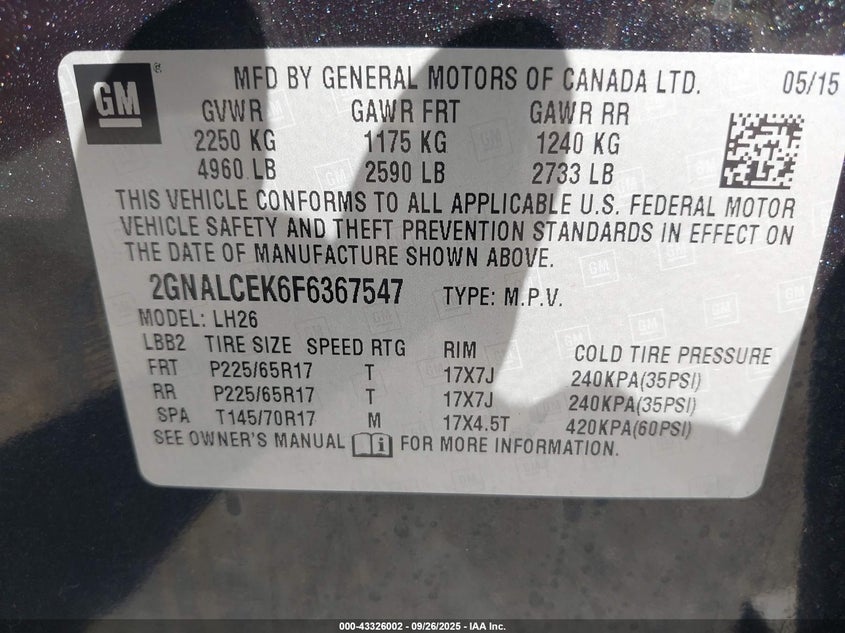 GM ®
MFD BY GENERAL MOTORS OF CANADA LTD. 05/15
GVWR GAWR FRT GAWR RR
2250 KG 1175 KG 1240 KG
4960 LB 2590 LB 2733 LB
THIS VEHICLE CONFORMS TO ALL APPLICABLE U.S. FEDERAL MOTOR
VEHICLE SAFETY AND THEFT PREVENTION STANDARDS IN EFFECT ON
THE DATE OF MANUFACTURE SHOWN ABOVE.
2GNALCEK6F6367547 TYPE: M.P.V.
MODEL: LH26
LBB2 TIRE SIZE SPEED RTG RIM COLD TIRE PRESSURE
FRT P225/65R17 T 17X7J 240KPA(35PSI)
RR P225/65R17 T 17X7J 240KPA(35PSI)
SPA T145/70R17 M 17X4.5T 420KPA(60PSI)
SEE OWNER'S MANUAL FOR MORE INFORMATION.
000-43326002 - 09/26/2025 - IAA Inc.